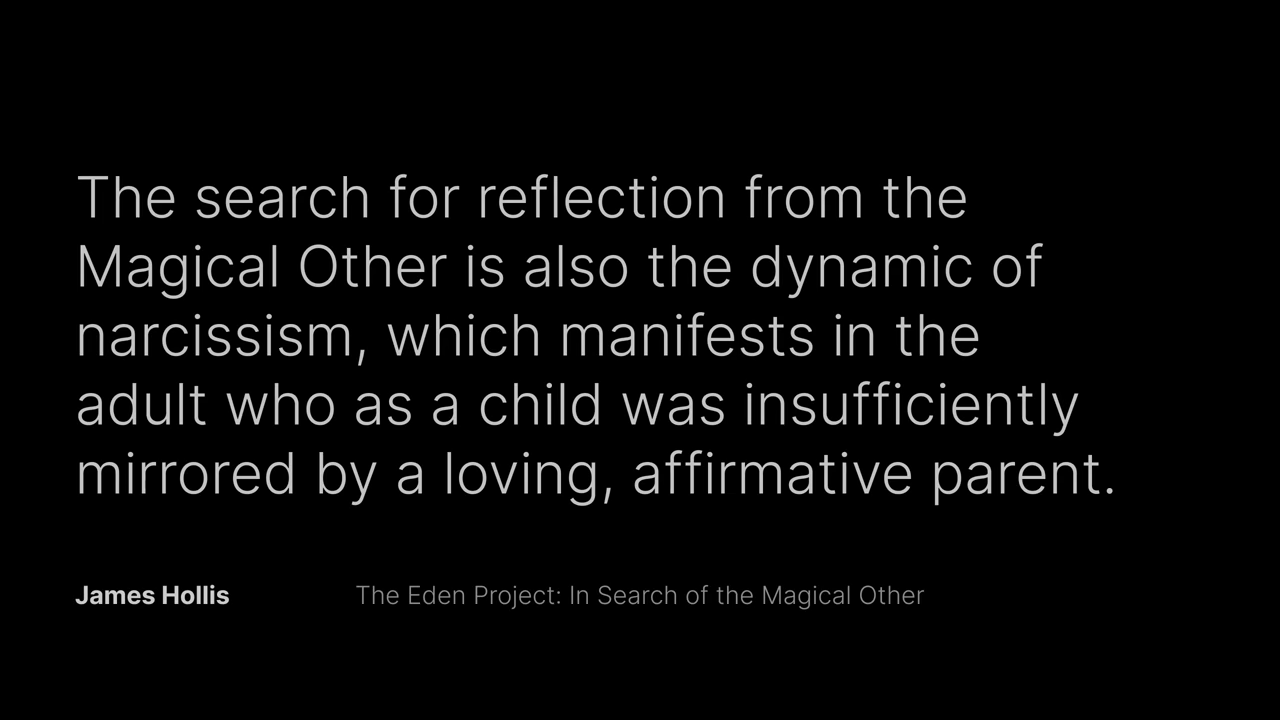 The search for reflection from the
Magical Other is also the dynamic of
narcissism, which manifests in the
adult who as a child was insufficiently
mirrored by a loving, affirmative parent.
James Hollis
The Eden Project: In Search of the Magical Other